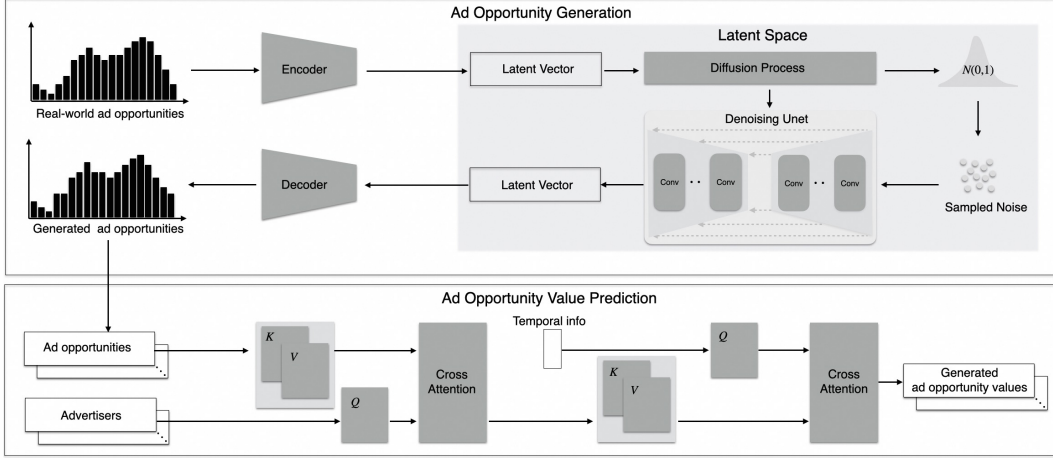 Ad Opportunity Generation
Latent Space
Encoder
Latent Vector
Diffusion Process
N(0,1)
Real-world ad opportunities
Denoising Unet
Decoder
Latent Vector
Conv
Conv
Conv
Conv
Sampled Noise
Generated ad opportunities
Ad Opportunity Value Prediction
Temporal info
Ad opportunities
K
V
Cross
Attention
Q
K
V
Cross
Attention
Generated
ad opportunity values
Advertisers
Q